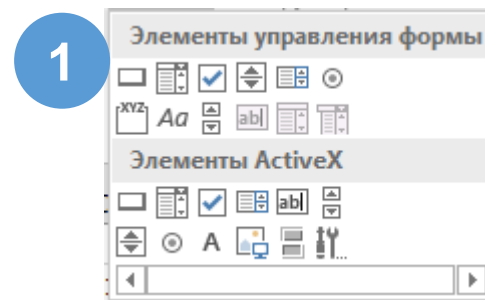 1
Элементы управления формы
XYZ Aa ab
Элементы ActiveX
ab
A